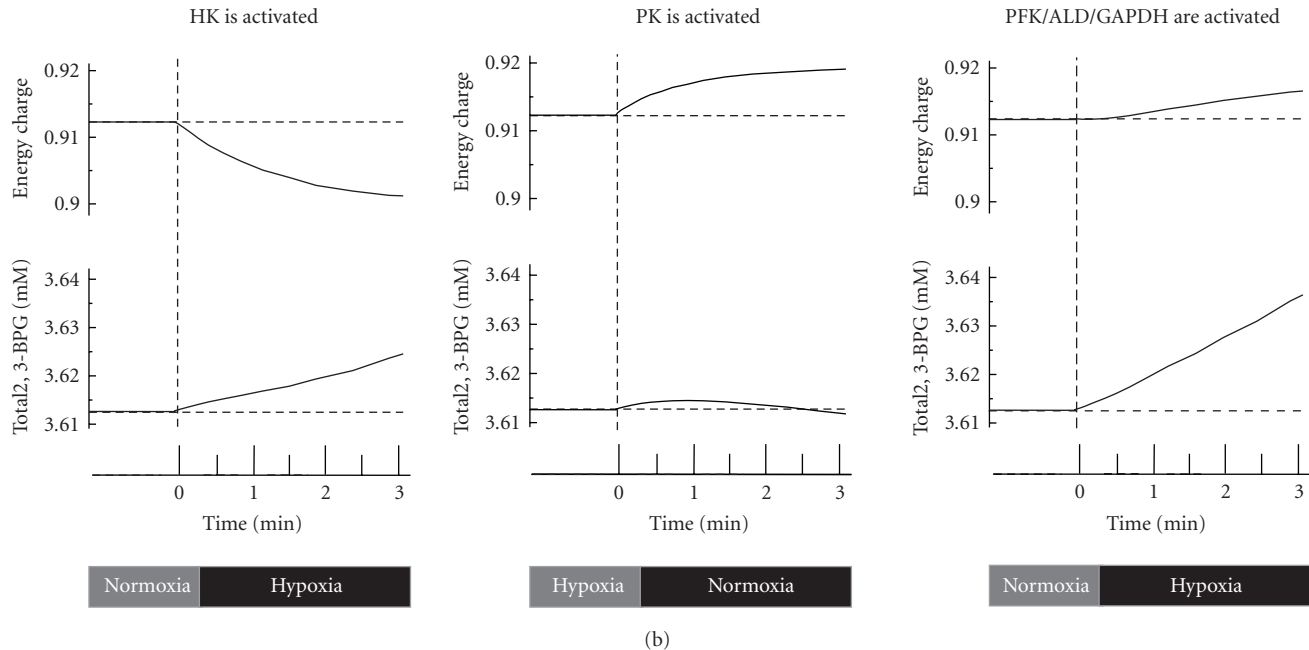 HK is activated
PK is activated
PFK/ALD/GAPDH are activated
Energy charge
0.92
0.91
0.9
Energy charge
0.92
0.91
0.9
Energy charge
0.92
0.91
0.9
Total2, 3-BPG (mM)
3.64
3.63
3.62
3.61
Total2, 3-BPG (mM)
3.64
3.63
3.62
3.61
Total2, 3-BPG (mM)
3.64
3.63
3.62
3.61
0 1 2 3
Time (min)
0 1 2 3
Time (min)
0 1 2 3
Time (min)
Normoxia Hypoxia
Hypoxia Normoxia
Normoxia Hypoxia
(b)